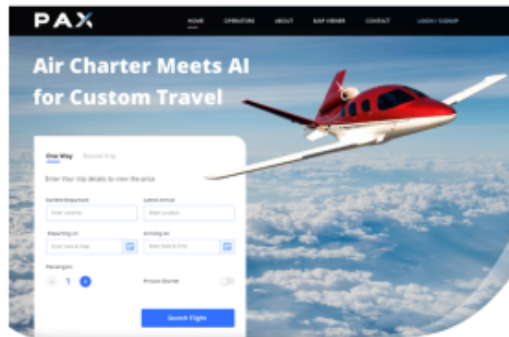 PAX
HOME OPERATORS ABOUT MAP VIEWER CONTACT LOGIN / SIGNUP
Air Charter Meets AI
for Custom Travel
One Way Round Trip
Enter Your trip details to view the price
Earliest Departure Latest Arrival
Enter Location Enter Location
Departing on Arriving on
Enter Date & Time Enter Date & Time
Passengers
1 Private Charter
Search Flight